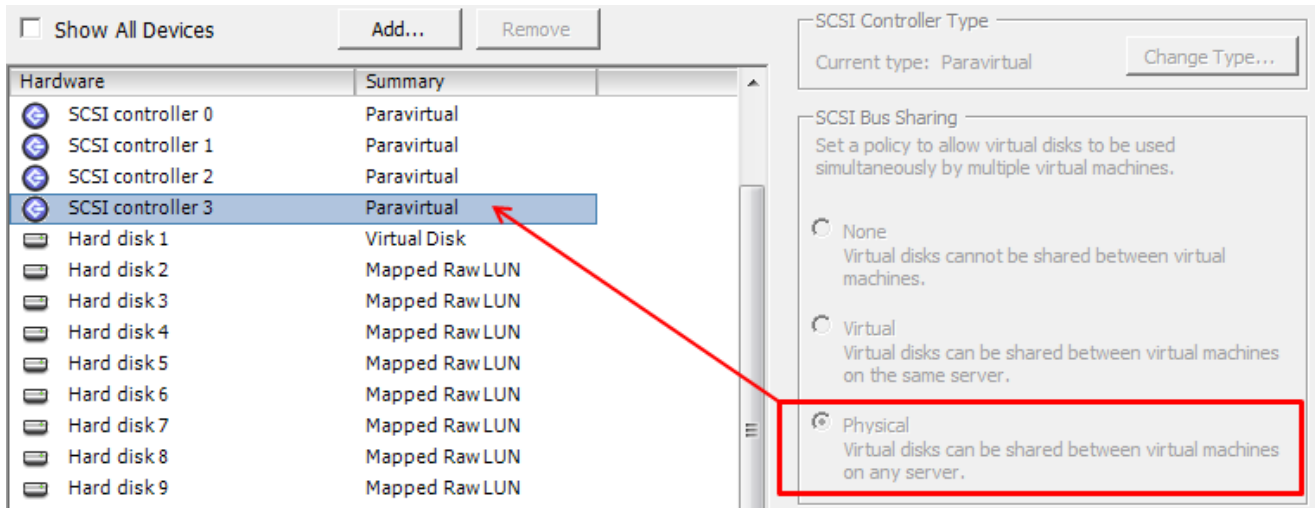 Show All Devices
Add...
Remove
Hardware Summary
SCSI controller 0 Paravirtual
SCSI controller 1 Paravirtual
SCSI controller 2 Paravirtual
SCSI controller 3 Paravirtual
Hard disk 1 Virtual Disk
Hard disk 2 Mapped Raw LUN
Hard disk 3 Mapped Raw LUN
Hard disk 4 Mapped Raw LUN
Hard disk 5 Mapped Raw LUN
Hard disk 6 Mapped Raw LUN
Hard disk 7 Mapped Raw LUN
Hard disk 8 Mapped Raw LUN
Hard disk 9 Mapped Raw LUN
SCSI Controller Type
Current type: Paravirtual
Change Type...
SCSI Bus Sharing
Set a policy to allow virtual disks to be used
simultaneously by multiple virtual machines.
None
Virtual disks cannot be shared between virtual
machines.
Virtual
Virtual disks can be shared between virtual machines
on the same server.
Physical
Virtual disks can be shared between virtual machines
on any server.